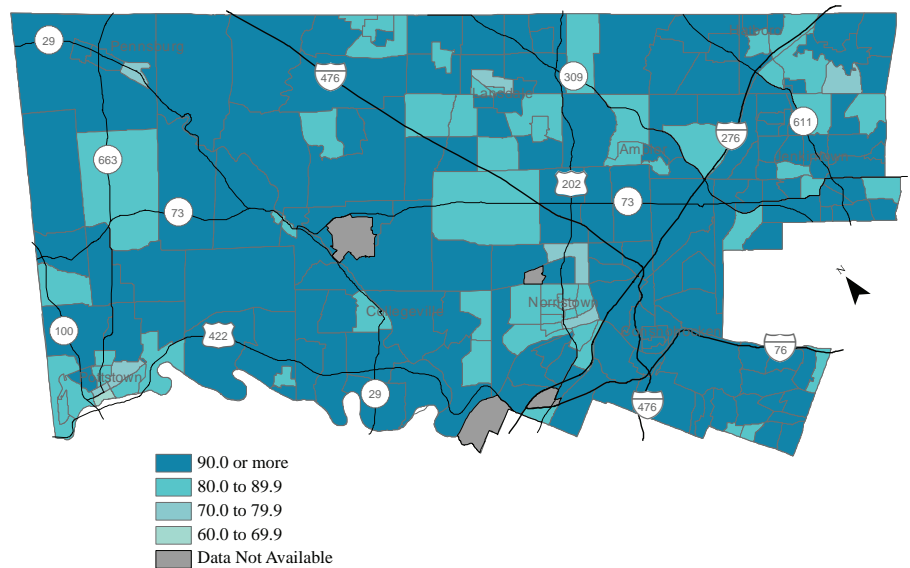 29
Pennsburg
476
309
Lansdale
611
276
Ambler
663
202
73
73
N
Norristown
Collegeville
100
422
76
Pottstown
29
476
90.0 or more
80.0 to 89.9
70.0 to 79.9
60.0 to 69.9
Data Not Available